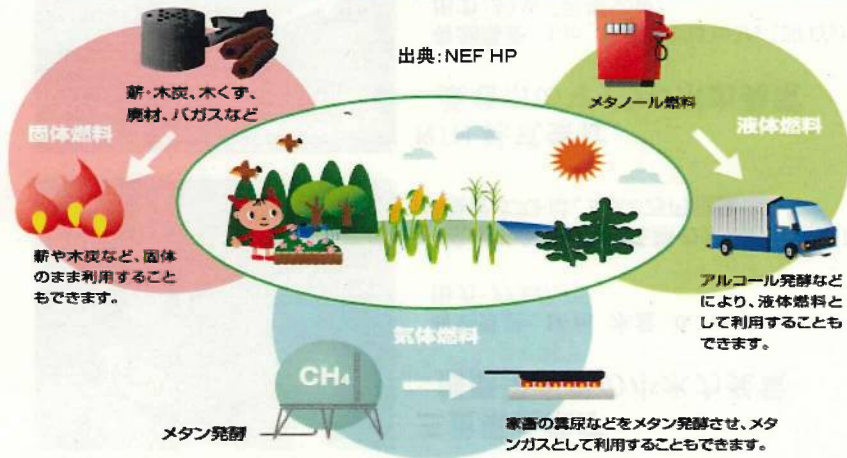 出典：NEF HP
薪・木炭、木くず、
廃材、バガスなど
固体燃料
薪や木炭など、固体
のまま利用すること
もできます。
メタノール燃料
液体燃料
アルコール発酵など
により、液体燃料と
して利用することも
できます。
気体燃料
CH₄
メタン発酵
家畜の糞尿などをメタン発酵させ、メタ
ンガスとして利用することもできます。